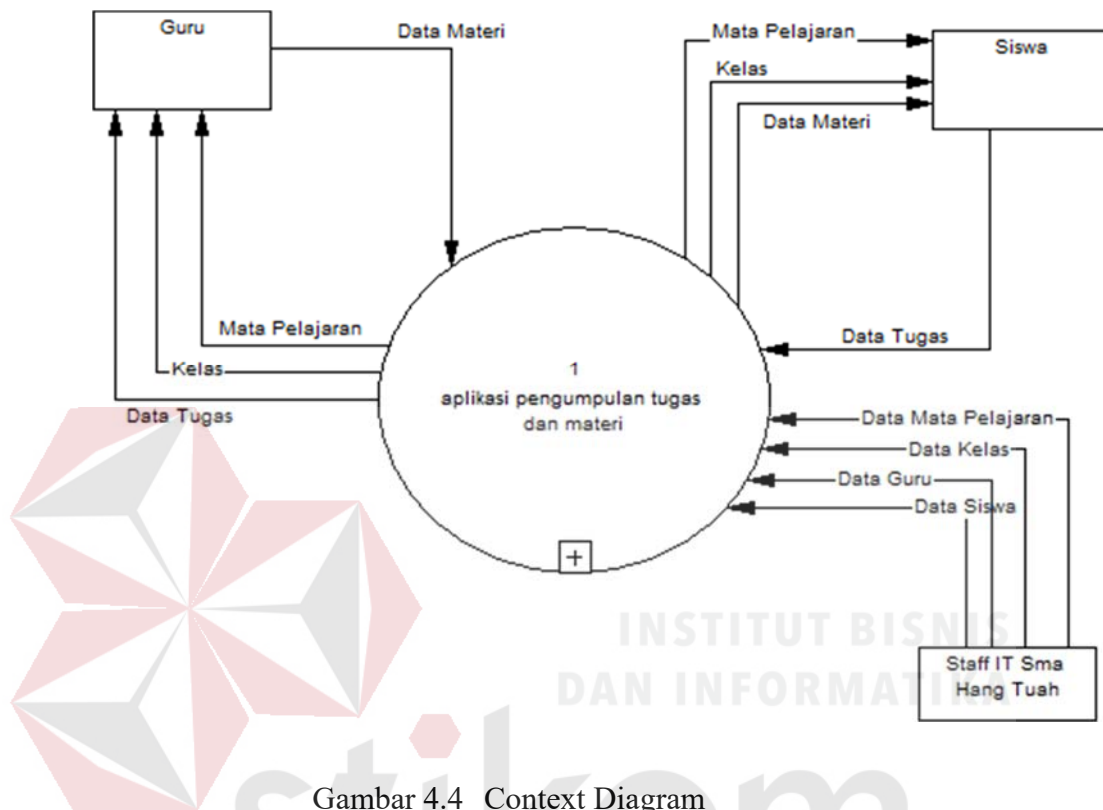 Guru
Data Materi
Mata Pelajaran
Siswa
Kelas
Data Materi
Mata Pelajaran
Kelas
Data Tugas
Data Tugas
1
aplikasi pengumpulan tugas
dan materi
Data Mata Pelajaran
Data Kelas
Data Guru
Data Siswa
+
INSTITUT BISNIS
DAN INFORMATIKA
Staff IT Sma
Hang Tuah
stikom
Gambar 4.4 Context Diagram